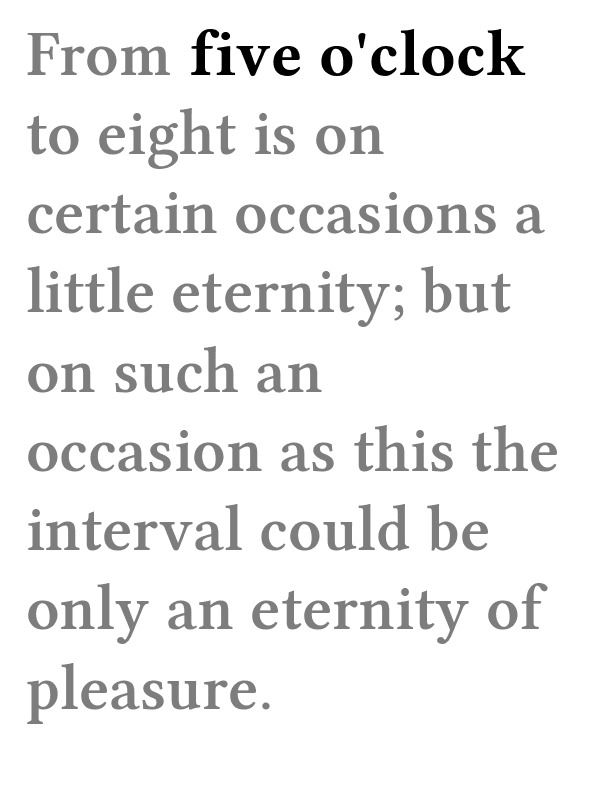 From five o'clock
to eight is on
certain occasions a
little eternity; but
on such an
occasion as this the
interval could be
only an eternity of
pleasure.